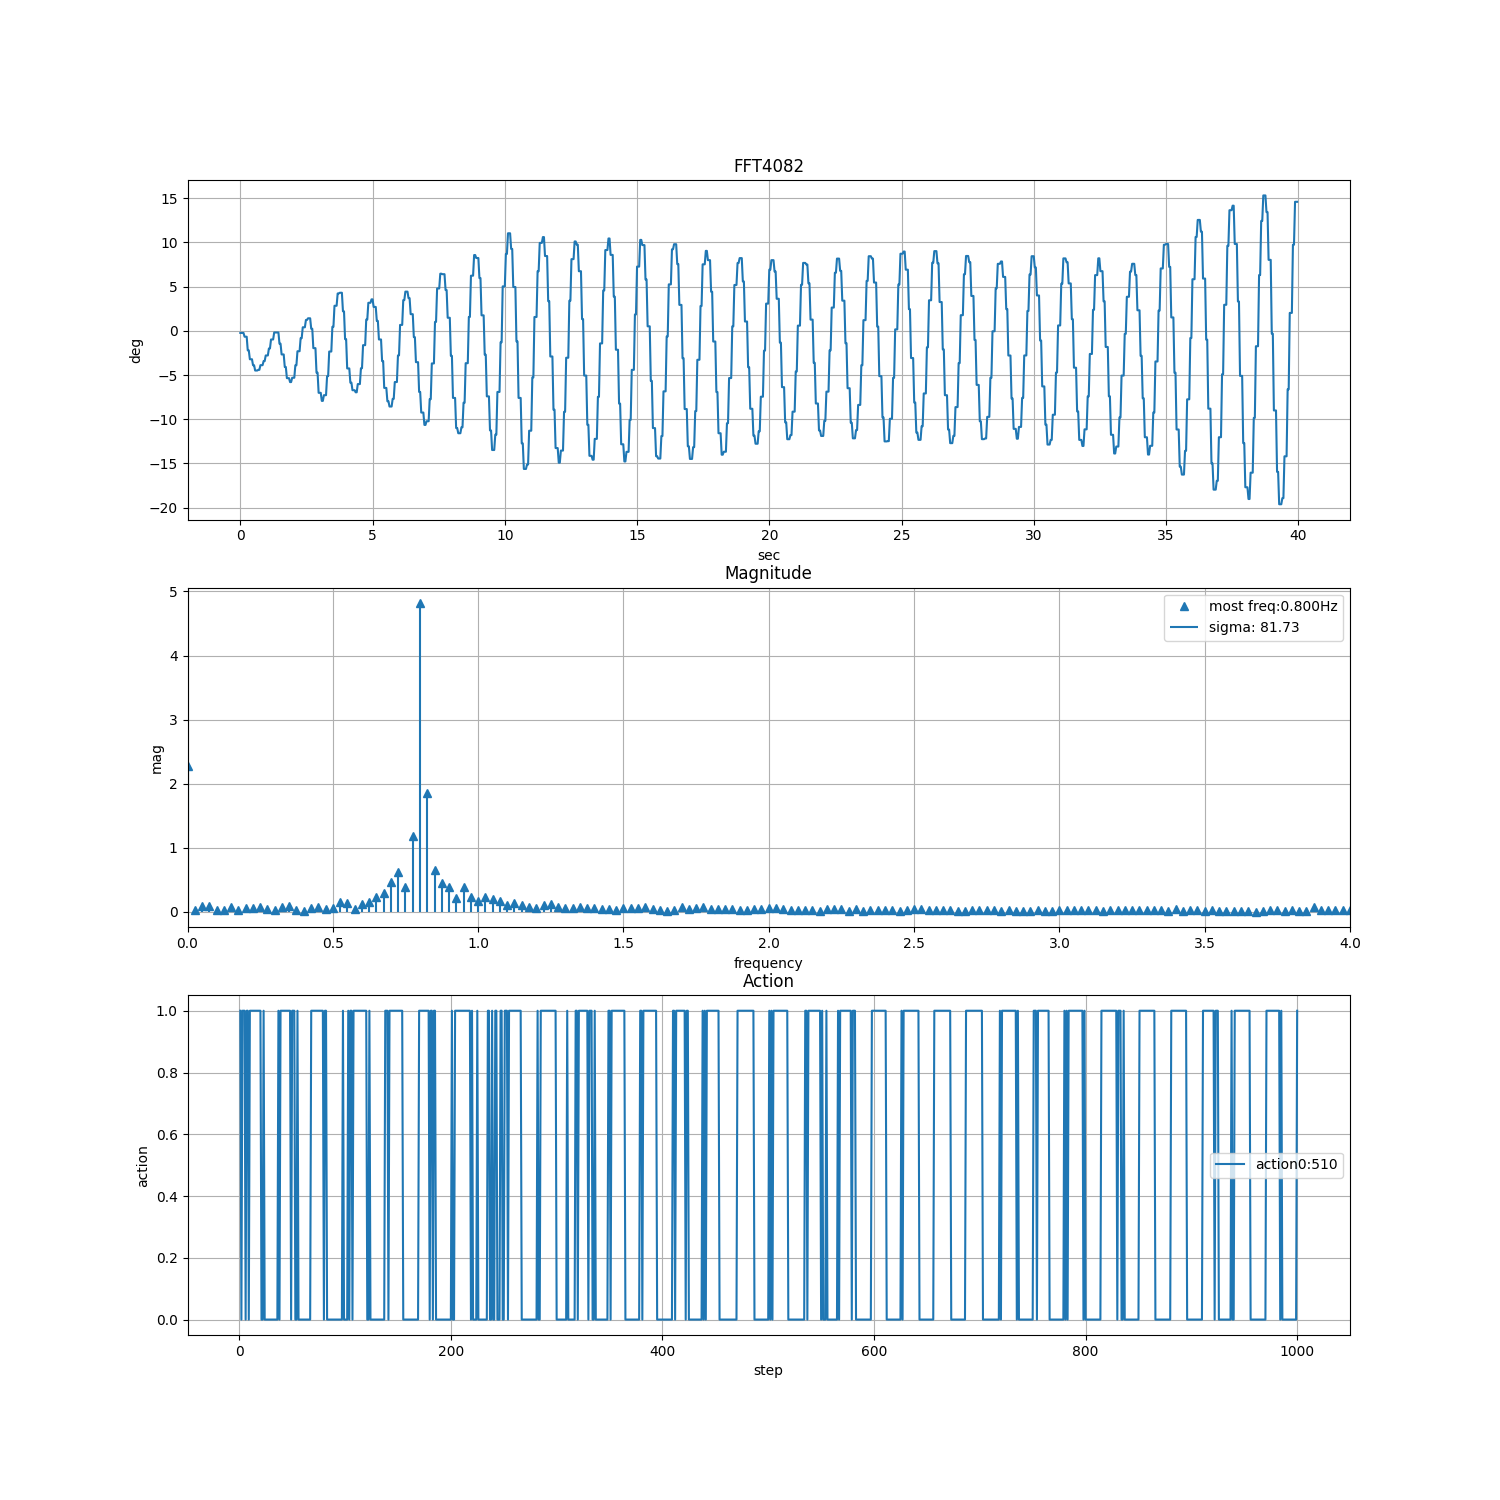 FFT4082
15
10
5
0
−5
−10
−15
−20
deg
0 5 10 15 20 25 30 35 40
sec
Magnitude
5
4
3
2
1
0
mag
most freq:0.800Hz
sigma: 81.73
0.0 0.5 1.0 1.5 2.0 2.5 3.0 3.5 4.0
frequency
Action
1.0
0.8
0.6
0.4
0.2
0.0
action
action0:510
0 200 400 600 800 1000
step